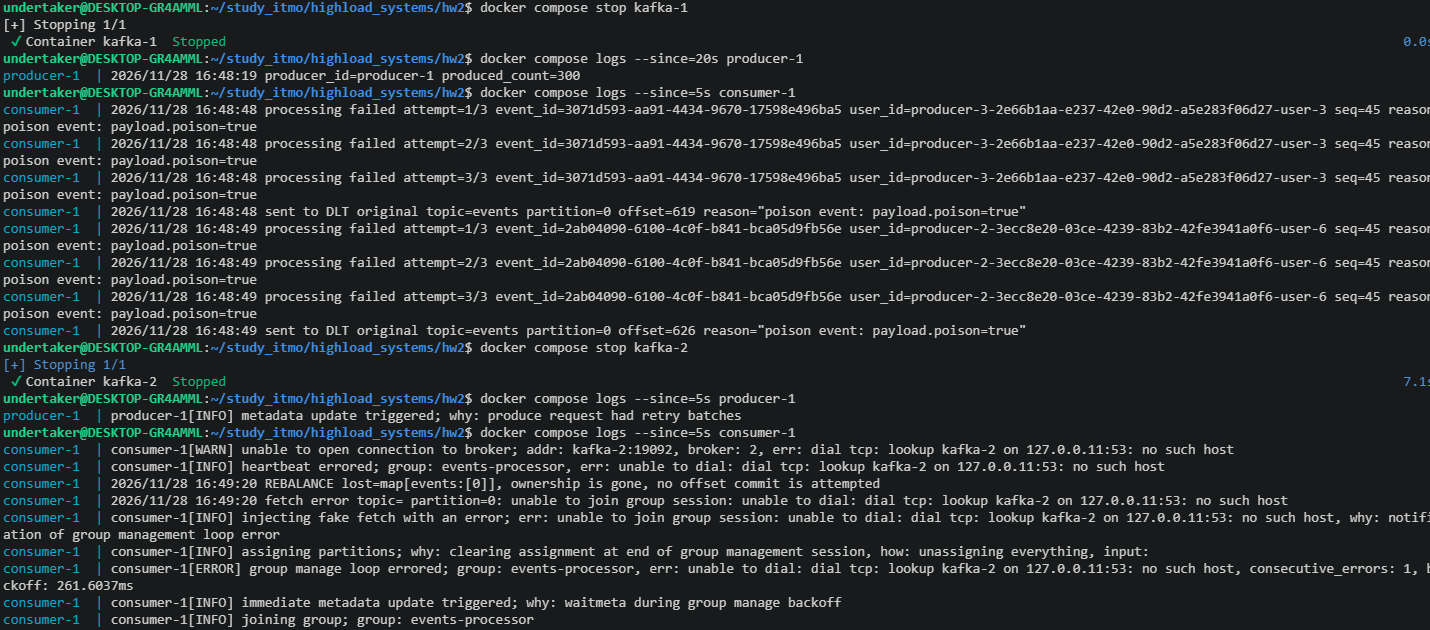 undertaker@DESKTOP-GR4AMML:~/study_itmo/highload_systems/hw2$ docker compose stop kafka-1
[+] Stopping 1/1
✓ Container kafka-1  Stopped 0.0s
undertaker@DESKTOP-GR4AMML:~/study_itmo/highload_systems/hw2$ docker compose logs --since=20s producer-1
producer-1  | 2026/11/28 16:48:19 producer_id=producer-1 produced_count=300
undertaker@DESKTOP-GR4AMML:~/study_itmo/highload_systems/hw2$ docker compose logs --since=5s consumer-1
consumer-1  | 2026/11/28 16:48:48 processing failed attempt=1/3 event_id=3071d593-aa91-4434-9670-17598e496ba5 user_id=producer-3-2e66b1aa-e237-42e0-90d2-a5e283f06d27-user-3 seq=45 reason
poison event: payload.poison=true
consumer-1  | 2026/11/28 16:48:48 processing failed attempt=2/3 event_id=3071d593-aa91-4434-9670-17598e496ba5 user_id=producer-3-2e66b1aa-e237-42e0-90d2-a5e283f06d27-user-3 seq=45 reason
poison event: payload.poison=true
consumer-1  | 2026/11/28 16:48:48 processing failed attempt=3/3 event_id=3071d593-aa91-4434-9670-17598e496ba5 user_id=producer-3-2e66b1aa-e237-42e0-90d2-a5e283f06d27-user-3 seq=45 reason
poison event: payload.poison=true
consumer-1  | 2026/11/28 16:48:48 sent to DLT original topic=events partition=0 offset=619 reason="poison event: payload.poison=true"
consumer-1  | 2026/11/28 16:48:49 processing failed attempt=1/3 event_id=2ab04090-6100-4c0f-b841-bca05d9fb56e user_id=producer-2-3ecc8e20-03ce-4239-83b2-42fe3941a0f6-user-6 seq=45 reason
poison event: payload.poison=true
consumer-1  | 2026/11/28 16:48:49 processing failed attempt=2/3 event_id=2ab04090-6100-4c0f-b841-bca05d9fb56e user_id=producer-2-3ecc8e20-03ce-4239-83b2-42fe3941a0f6-user-6 seq=45 reason
poison event: payload.poison=true
consumer-1  | 2026/11/28 16:48:49 processing failed attempt=3/3 event_id=2ab04090-6100-4c0f-b841-bca05d9fb56e user_id=producer-2-3ecc8e20-03ce-4239-83b2-42fe3941a0f6-user-6 seq=45 reason
poison event: payload.poison=true
consumer-1  | 2026/11/28 16:48:49 sent to DLT original topic=events partition=0 offset=626 reason="poison event: payload.poison=true"
undertaker@DESKTOP-GR4AMML:~/study_itmo/highload_systems/hw2$ docker compose stop kafka-2
[+] Stopping 1/1
✓ Container kafka-2  Stopped 7.1s
undertaker@DESKTOP-GR4AMML:~/study_itmo/highload_systems/hw2$ docker compose logs --since=5s producer-1
producer-1  | producer-1[INFO] metadata update triggered; why: produce request had retry batches
undertaker@DESKTOP-GR4AMML:~/study_itmo/highload_systems/hw2$ docker compose logs --since=5s consumer-1
consumer-1  | consumer-1[WARN] unable to open connection to broker; addr: kafka-2:19092, broker: 2, err: dial tcp: lookup kafka-2 on 127.0.0.11:53: no such host
consumer-1  | consumer-1[INFO] heartbeat errored; group: events-processor, err: unable to dial: dial tcp: lookup kafka-2 on 127.0.0.11:53: no such host
consumer-1  | 2026/11/28 16:49:20 REBALANCE lost=map[events:[0]], ownership is gone, no offset commit is attempted
consumer-1  | 2026/11/28 16:49:20 fetch error topic= partition=0: unable to join group session: unable to dial: dial tcp: lookup kafka-2 on 127.0.0.11:53: no such host
consumer-1  | consumer-1[INFO] injecting fake fetch with an error; err: unable to join group session: unable to dial: dial tcp: lookup kafka-2 on 127.0.0.11:53: no such host, why: notifi
ation of group management loop error
consumer-1  | consumer-1[INFO] assigning partitions; why: clearing assignment at end of group management session, how: unassigning everything, input:
consumer-1  | consumer-1[ERROR] group manage loop errored; group: events-processor, err: unable to dial: dial tcp: lookup kafka-2 on 127.0.0.11:53: no such host, consecutive_errors: 1, b
ckoff: 261.6037ms
consumer-1  | consumer-1[INFO] immediate metadata update triggered; why: waitmeta during group manage backoff
consumer-1  | consumer-1[INFO] joining group; group: events-processor